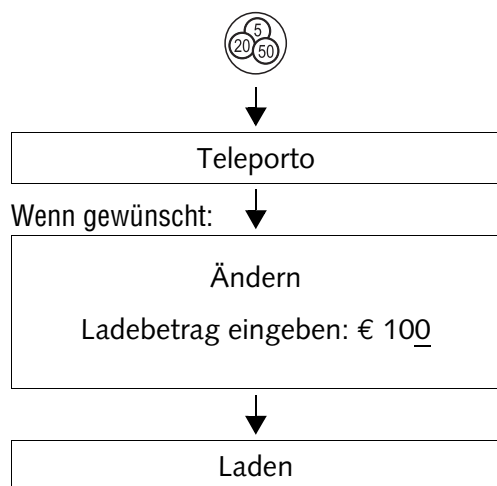 5
20 50
Teleporto
Wenn gewünscht:
Ändern
Ladebetrag eingeben: € 100
Laden